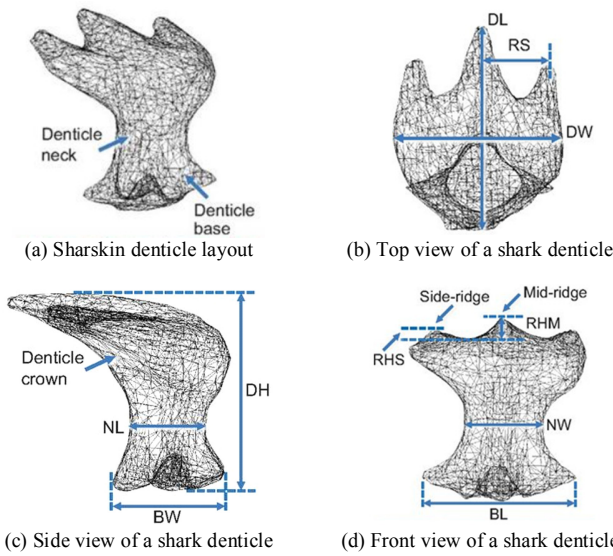 Denticle
neck
Denticle
base
(a) Sharskin denticle layout
DL
RS
DW
(b) Top view of a shark denticle
Denticle
crown
NL
DH
BW
(c) Side view of a shark denticle
Side-ridge
Mid-ridge
RHM
RHS
NW
BL
(d) Front view of a shark denticle